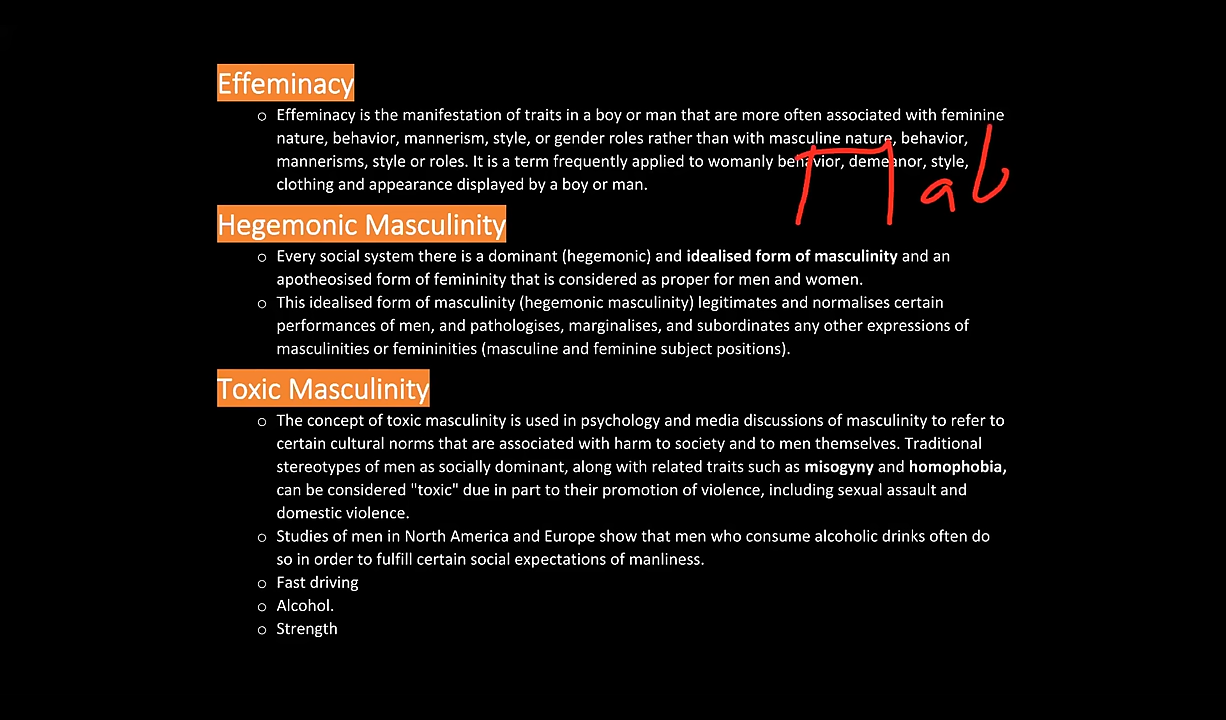 Effeminacy
o Effeminacy is the manifestation of traits in a boy or man that are more often associated with feminine
nature, behavior, mannerism, style, or gender roles rather than with masculine nature, behavior,
mannerisms, style or roles. It is a term frequently applied to womanly behavior, demeanor, style,
clothing and appearance displayed by a boy or man.
Hegemonic Masculinity
o Every social system there is a dominant (hegemonic) and idealised form of masculinity and an
apotheosised form of femininity that is considered as proper for men and women.
o This idealised form of masculinity (hegemonic masculinity) legitimates and normalises certain
performances of men, and pathologises, marginalises, and subordinates any other expressions of
masculinities or femininities (masculine and feminine subject positions).
Toxic Masculinity
o The concept of toxic masculinity is used in psychology and media discussions of masculinity to refer to
certain cultural norms that are associated with harm to society and to men themselves. Traditional
stereotypes of men as socially dominant, along with related traits such as misogyny and homophobia,
can be considered "toxic" due in part to their promotion of violence, including sexual assault and
domestic violence.
o Studies of men in North America and Europe show that men who consume alcoholic drinks often do
so in order to fulfill certain social expectations of manliness.
o Fast driving
o Alcohol.
o Strength